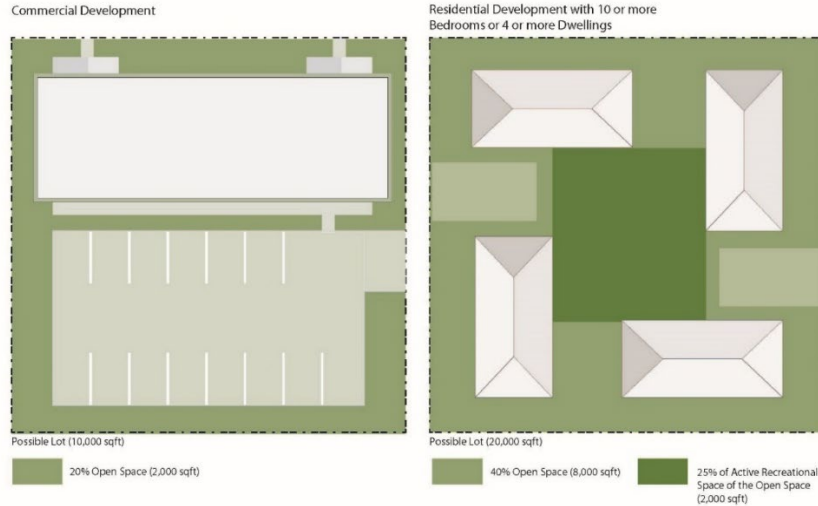 Commercial Development
Residential Development with 10 or more
Bedrooms or 4 or more Dwellings
Possible Lot (10,000 sqft)
20% Open Space (2,000 sqft)
Possible Lot (20,000 sqft)
40% Open Space (8,000 sqft)
25% of Active Recreational
Space of the Open Space
(2,000 sqft)